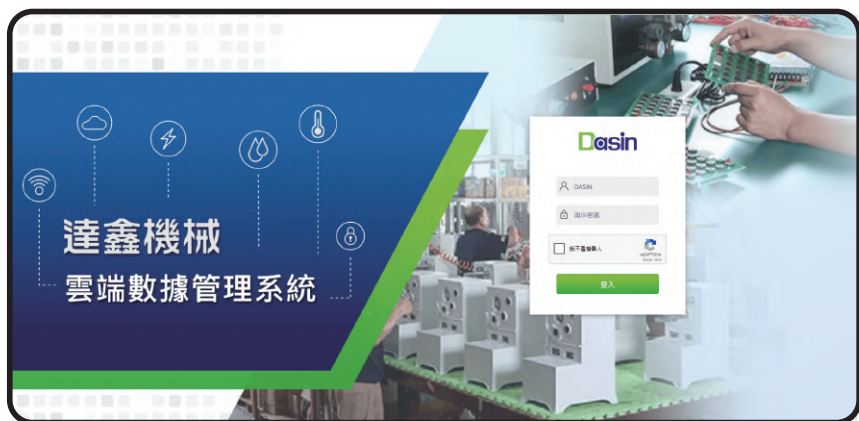 達鑫機械
雲端數據管理系統
Dasin
DASIN
用戶密碼
我不是機器人
reCAPTCHA
登入